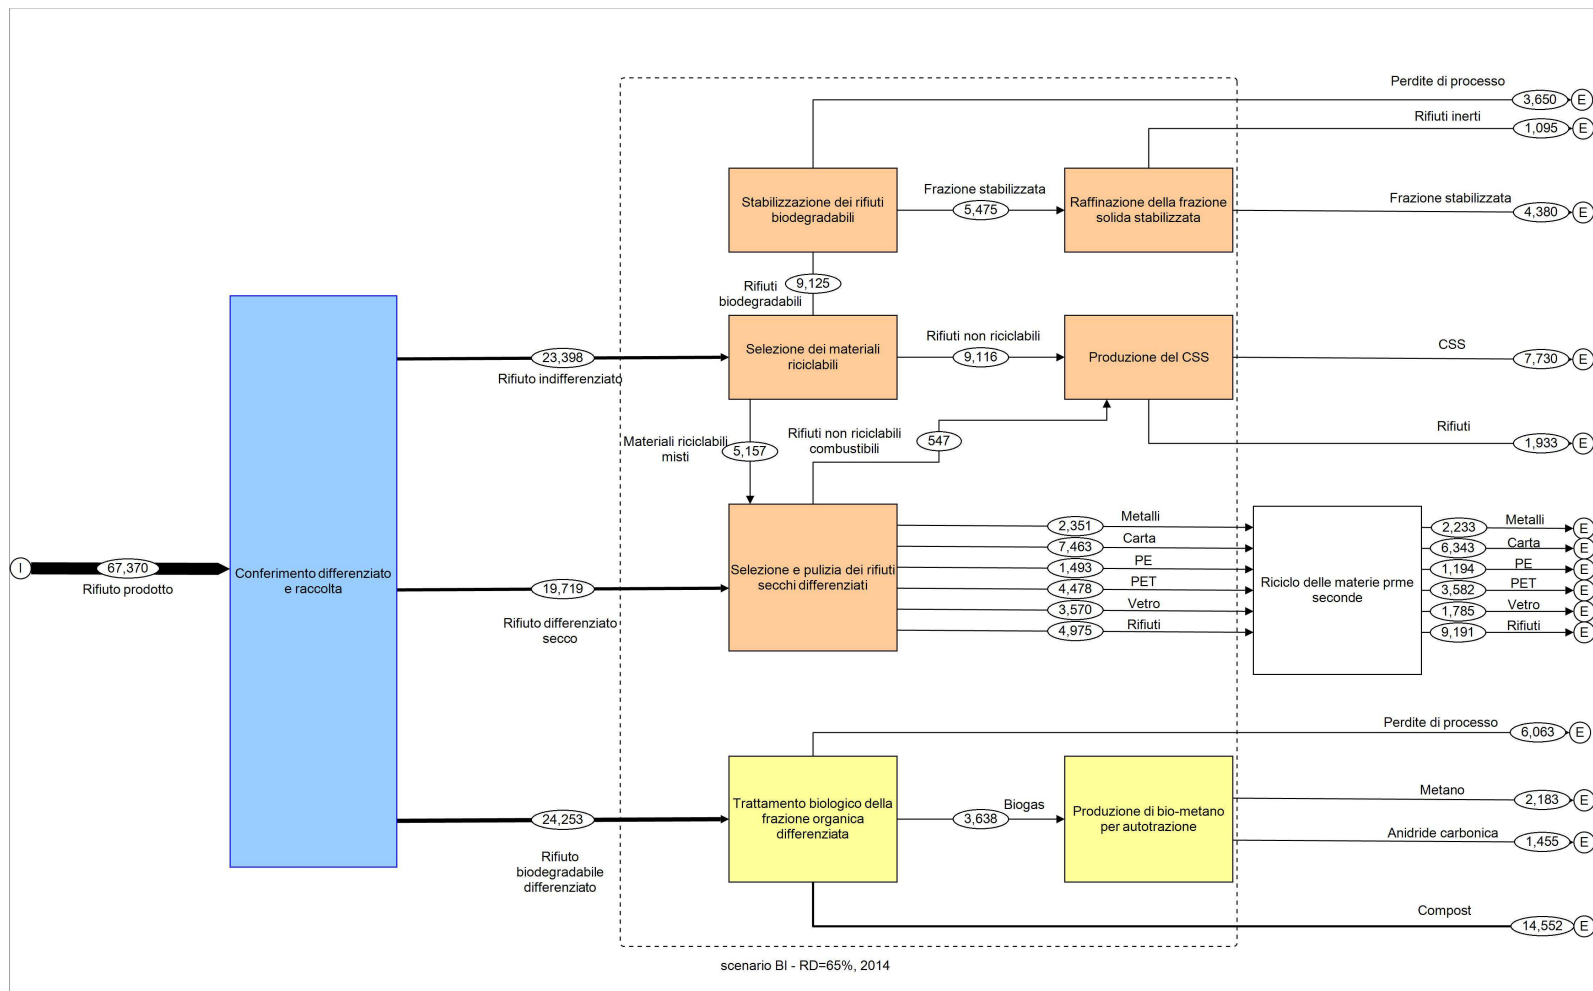 Perdite di processo
3,650
E
Rifiuti inerti
1,095
E
Stabilizzazione dei rifiuti
biodegradabili
Frazione stabilizzata
5,475
Raffinazione della frazione
solida stabilizzata
Frazione stabilizzata
4,380
E
9,125
Rifiuti
biodegradabili
23,398
Rifiuto indifferenziato
Selezione dei materiali
riciclabili
Rifiuti non riciclabili
9,116
Produzione del CSS
CSS
7,730
E
Materiali riciclabili
misti
5,157
Rifiuti non riciclabili
combustibili
547
Rifiuti
1,933
E
I
67,370
Rifiuto prodotto
Conferimento differenziato
e raccolta
19,719
Rifiuto differenziato
secco
Selezione e pulizia dei rifiuti
secchi differenziati
2,351
Metalli
7,463
Carta
1,493
PE
4,478
PET
3,570
Vetro
4,975
Rifiuti
Riciclo delle materie prme
seconde
2,233
Metalli
E
6,343
Carta
E
1,194
PE
E
3,582
PET
E
1,785
Vetro
E
9,191
Rifiuti
E
Perdite di processo
6,063
E
24,253
Rifiuto
biodegradabile
differenziato
Trattamento biologico della
frazione organica
differenziata
Biogas
3,638
Produzione di bio-metano
per autotrazione
Metano
2,183
E
Anidride carbonica
1,455
E
Compost
14,552
E
scenario BI - RD=65%, 2014